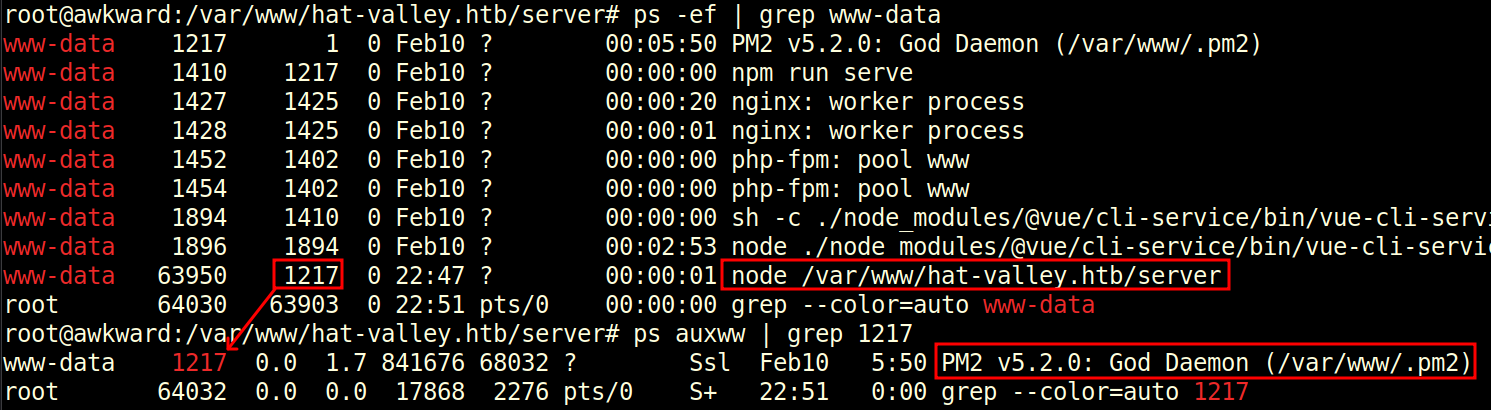 root@awkward:/var/www/hat-valley.htb/server# ps -ef | grep www-data
www-data    1217       1  0 Feb10 ?        00:05:50 PM2 v5.2.0: God Daemon (/var/www/.pm2)
www-data    1410    1217  0 Feb10 ?        00:00:00 npm run serve
www-data    1427    1425  0 Feb10 ?        00:00:20 nginx: worker process
www-data    1428    1425  0 Feb10 ?        00:00:01 nginx: worker process
www-data    1452    1402  0 Feb10 ?        00:00:00 php-fpm: pool www
www-data    1454    1402  0 Feb10 ?        00:00:00 php-fpm: pool www
www-data    1894    1410  0 Feb10 ?        00:00:00 sh -c ./node_modules/@vue/cli-service/bin/vue-cli-servi
www-data    1896    1894  0 Feb10 ?        00:02:53 node ./node_modules/@vue/cli-service/bin/vue-cli-service
www-data   63950    1217  0 22:47 ?        00:00:01 node /var/www/hat-valley.htb/server
root       64030   63903  0 22:51 pts/0    00:00:00 grep --color=auto www-data
root@awkward:/var/www/hat-valley.htb/server# ps auxww | grep 1217
www-data    1217  0.0  1.7 841676 68032 ?        Ssl  Feb10   5:50 PM2 v5.2.0: God Daemon (/var/www/.pm2)
root       64032  0.0  0.0  17868  2276 pts/0    S+   22:51   0:00 grep --color=auto 1217